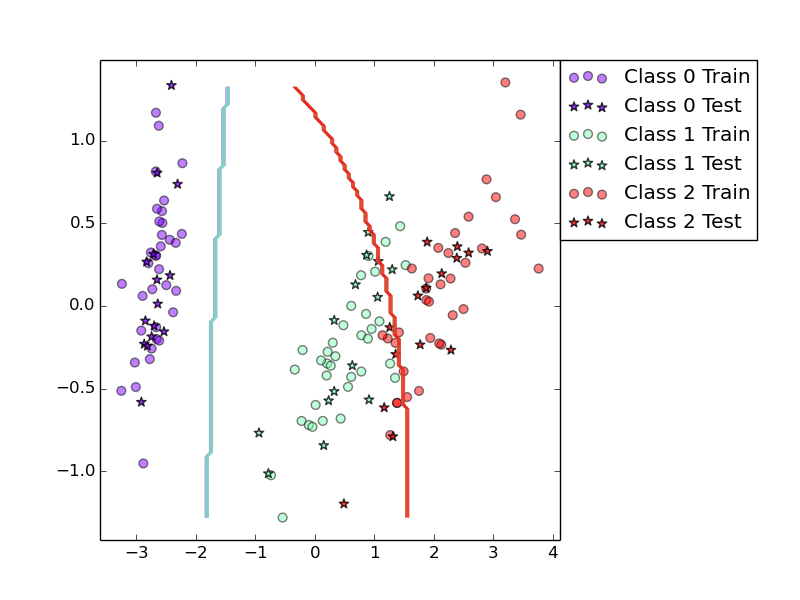 Class 0 Train
Class 0 Test
Class 1 Train
Class 1 Test
Class 2 Train
Class 2 Test
1.0
0.5
0.0
−0.5
−1.0
−3 −2 −1 0 1 2 3 4